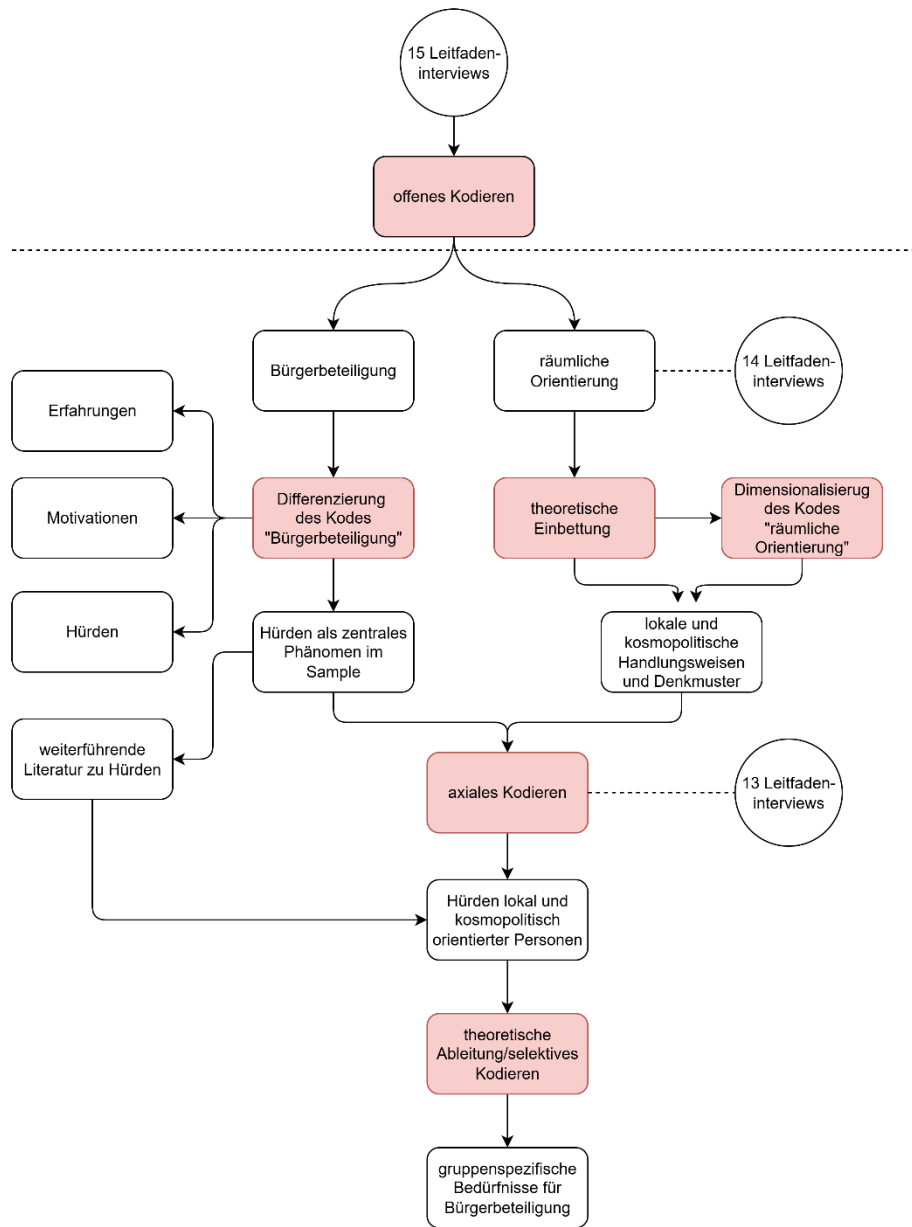 15 Leitfaden-
interviews
offenes Kodieren
Bürgerbeteiligung
räumliche
Orientierung
14 Leitfaden-
interviews
Erfahrungen
Motivationen
Hürden
Differenzierung
des Kodes
"Bürgerbeteiligung"
theoretische
Einbettung
Dimensionalisierug
des Kodes
"räumliche
Orientierung"
Hürden als zentrales
Phänomen im
Sample
lokale und
kosmopolitische
Handlungsweisen
und Denkmuster
weiterführende
Literatur zu Hürden
axiales Kodieren
13 Leitfaden-
interviews
Hürden lokal und
kosmopolitisch
orientierter Personen
theoretische
Ableitung/selektives
Kodieren
gruppenspezifische
Bedürfnisse für
Bürgerbeteiligung